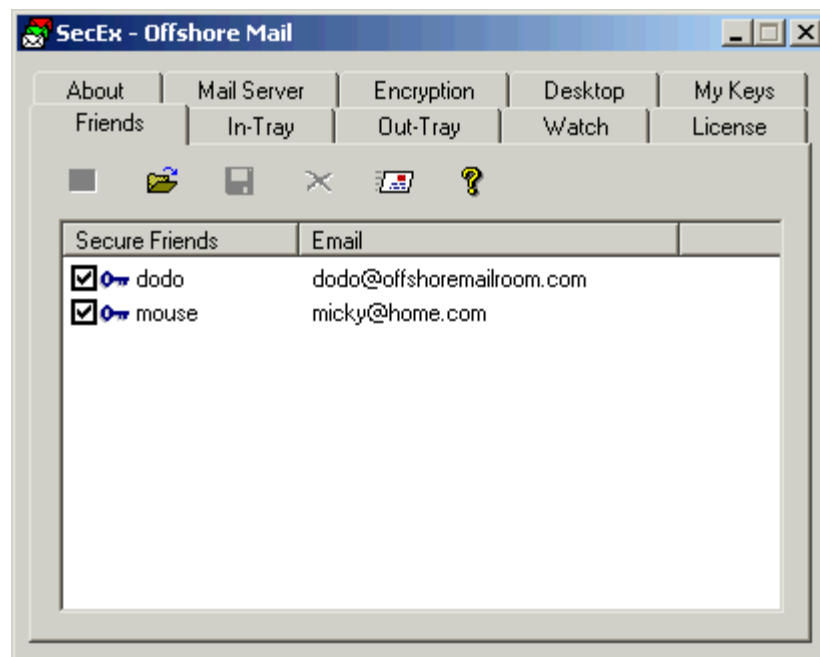 SecEx - Offshore Mail
About Mail Server Encryption Desktop My Keys
Friends In-Tray Out-Tray Watch License
Secure Friends Email
dodo dodo@offshoremailroom.com
mouse micky@home.com